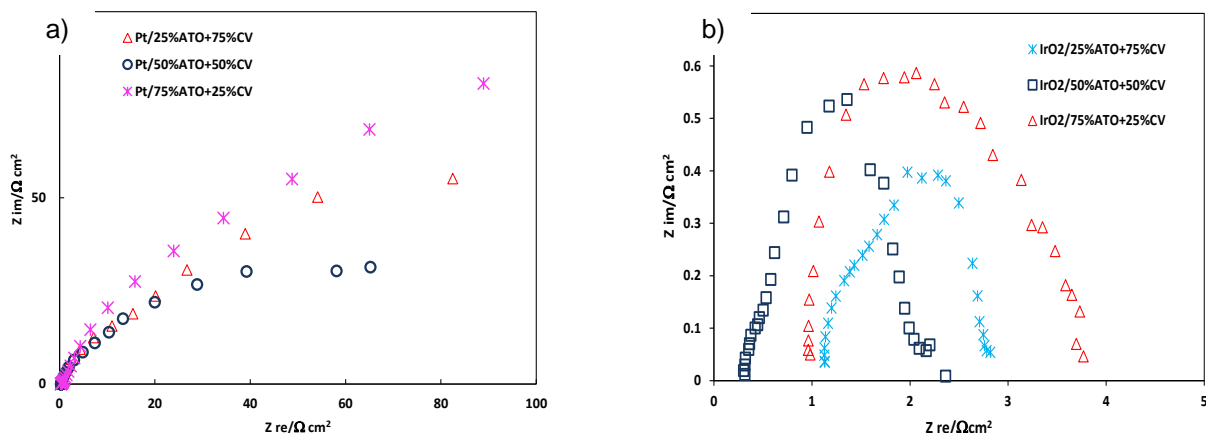 a)
Pt/25%ATO+75%CV
Pt/50%ATO+50%CV
Pt/75%ATO+25%CV
Z im/Ω cm²
50
0
0 20 40 60 80 100
Z re/Ω cm²
b)
IrO2/25%ATO+75%CV
IrO2/50%ATO+50%CV
IrO2/75%ATO+25%CV
Z im/Ω cm²
0.6
0.5
0.4
0.3
0.2
0.1
0
0 1 2 3 4 5
Z re/Ωcm²